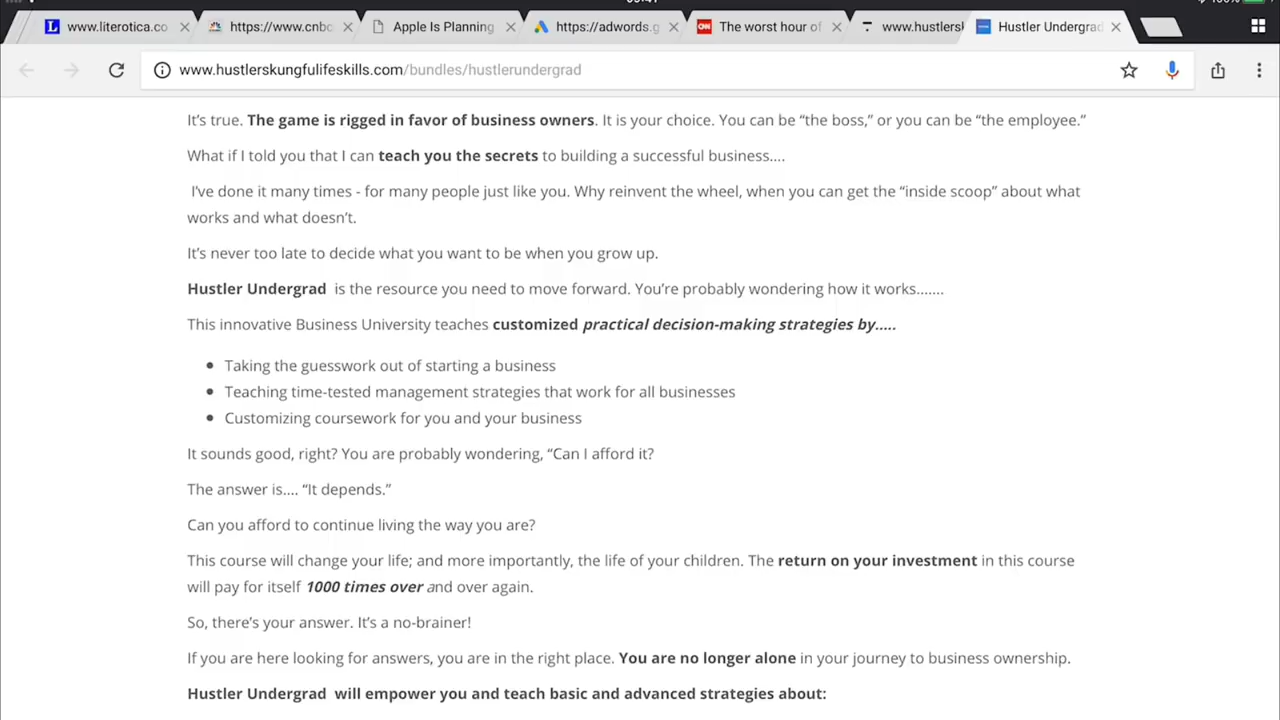 www.literotica.co
https://www.cnbc
Apple Is Planning
https://adwords.g
The worst hour of
www.hustlersk
Hustler Undergrad
www.hustlerskungfulifeskills.com/bundles/hustlerundergrad
It's true. The game is rigged in favor of business owners. It is your choice. You can be “the boss,” or you can be “the employee.”
What if I told you that I can teach you the secrets to building a successful business....
I've done it many times - for many people just like you. Why reinvent the wheel, when you can get the “inside scoop” about what
works and what doesn't.
It's never too late to decide what you want to be when you grow up.
Hustler Undergrad is the resource you need to move forward. You're probably wondering how it works.......
This innovative Business University teaches customized practical decision-making strategies by.....
• Taking the guesswork out of starting a business
• Teaching time-tested management strategies that work for all businesses
• Customizing coursework for you and your business
It sounds good, right? You are probably wondering, “Can I afford it?
The answer is.... “It depends.”
Can you afford to continue living the way you are?
This course will change your life; and more importantly, the life of your children. The return on your investment in this course
will pay for itself 1000 times over and over again.
So, there's your answer. It's a no-brainer!
If you are here looking for answers, you are in the right place. You are no longer alone in your journey to business ownership.
Hustler Undergrad will empower you and teach basic and advanced strategies about: